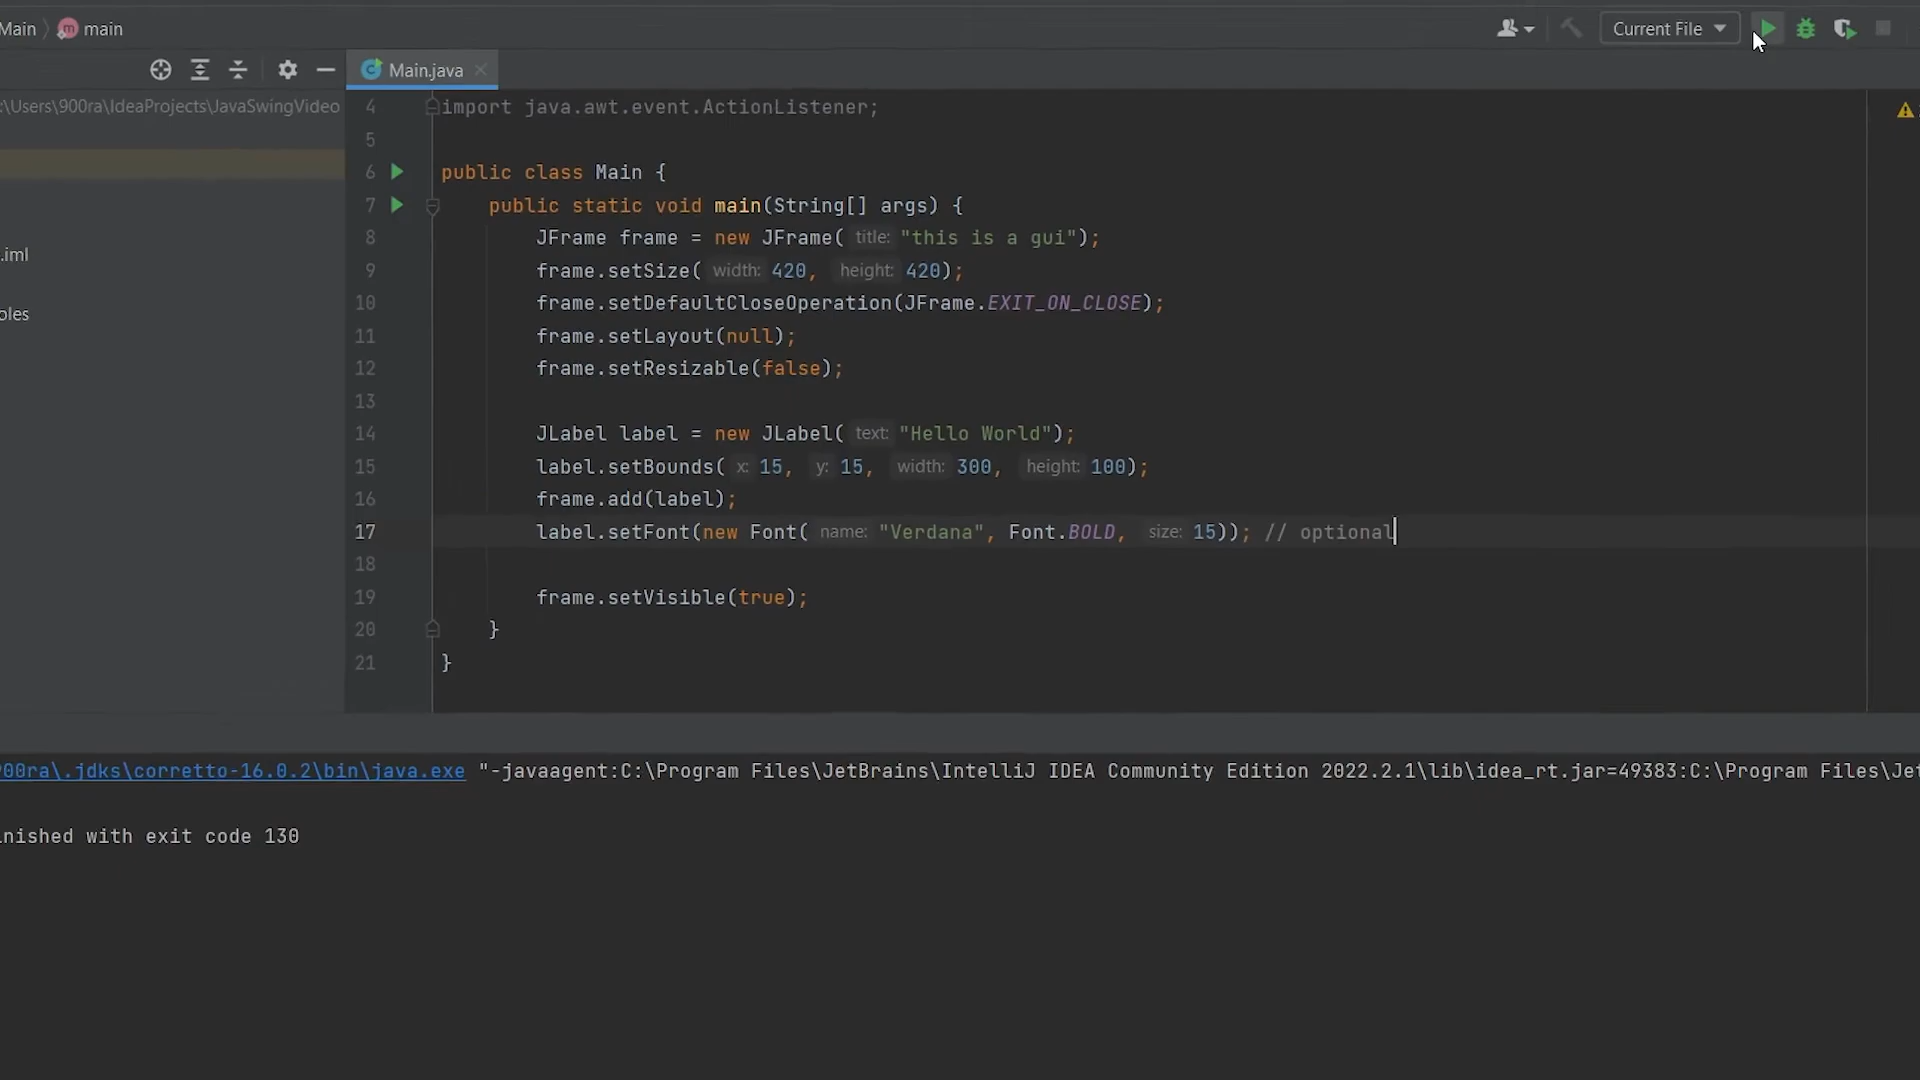 Main main Current File
Main.java
:\Users\900ra\IdeaProjects\JavaSwingVideo
.iml
oles
4 import java.awt.event.ActionListener;
5
6 public class Main {
7 public static void main(String[] args) {
8 JFrame frame = new JFrame( title: "this is a gui");
9 frame.setSize( width: 420, height: 420);
10 frame.setDefaultCloseOperation(JFrame.EXIT_ON_CLOSE);
11 frame.setLayout(null);
12 frame.setResizable(false);
13
14 JLabel label = new JLabel( text: "Hello World");
15 label.setBounds( x: 15, y: 15, width: 300, height: 100);
16 frame.add(label);
17 label.setFont(new Font( name: "Verdana", Font.BOLD, size: 15)); // optional
18
19 frame.setVisible(true);
20 }
21 }
900ra\.jdks\corretto-16.0.2\bin\java.exe "-javaagent:C:\Program Files\JetBrains\IntelliJ IDEA Community Edition 2022.2.1\lib\idea_rt.jar=49383:C:\Program Files\Jet
inished with exit code 130